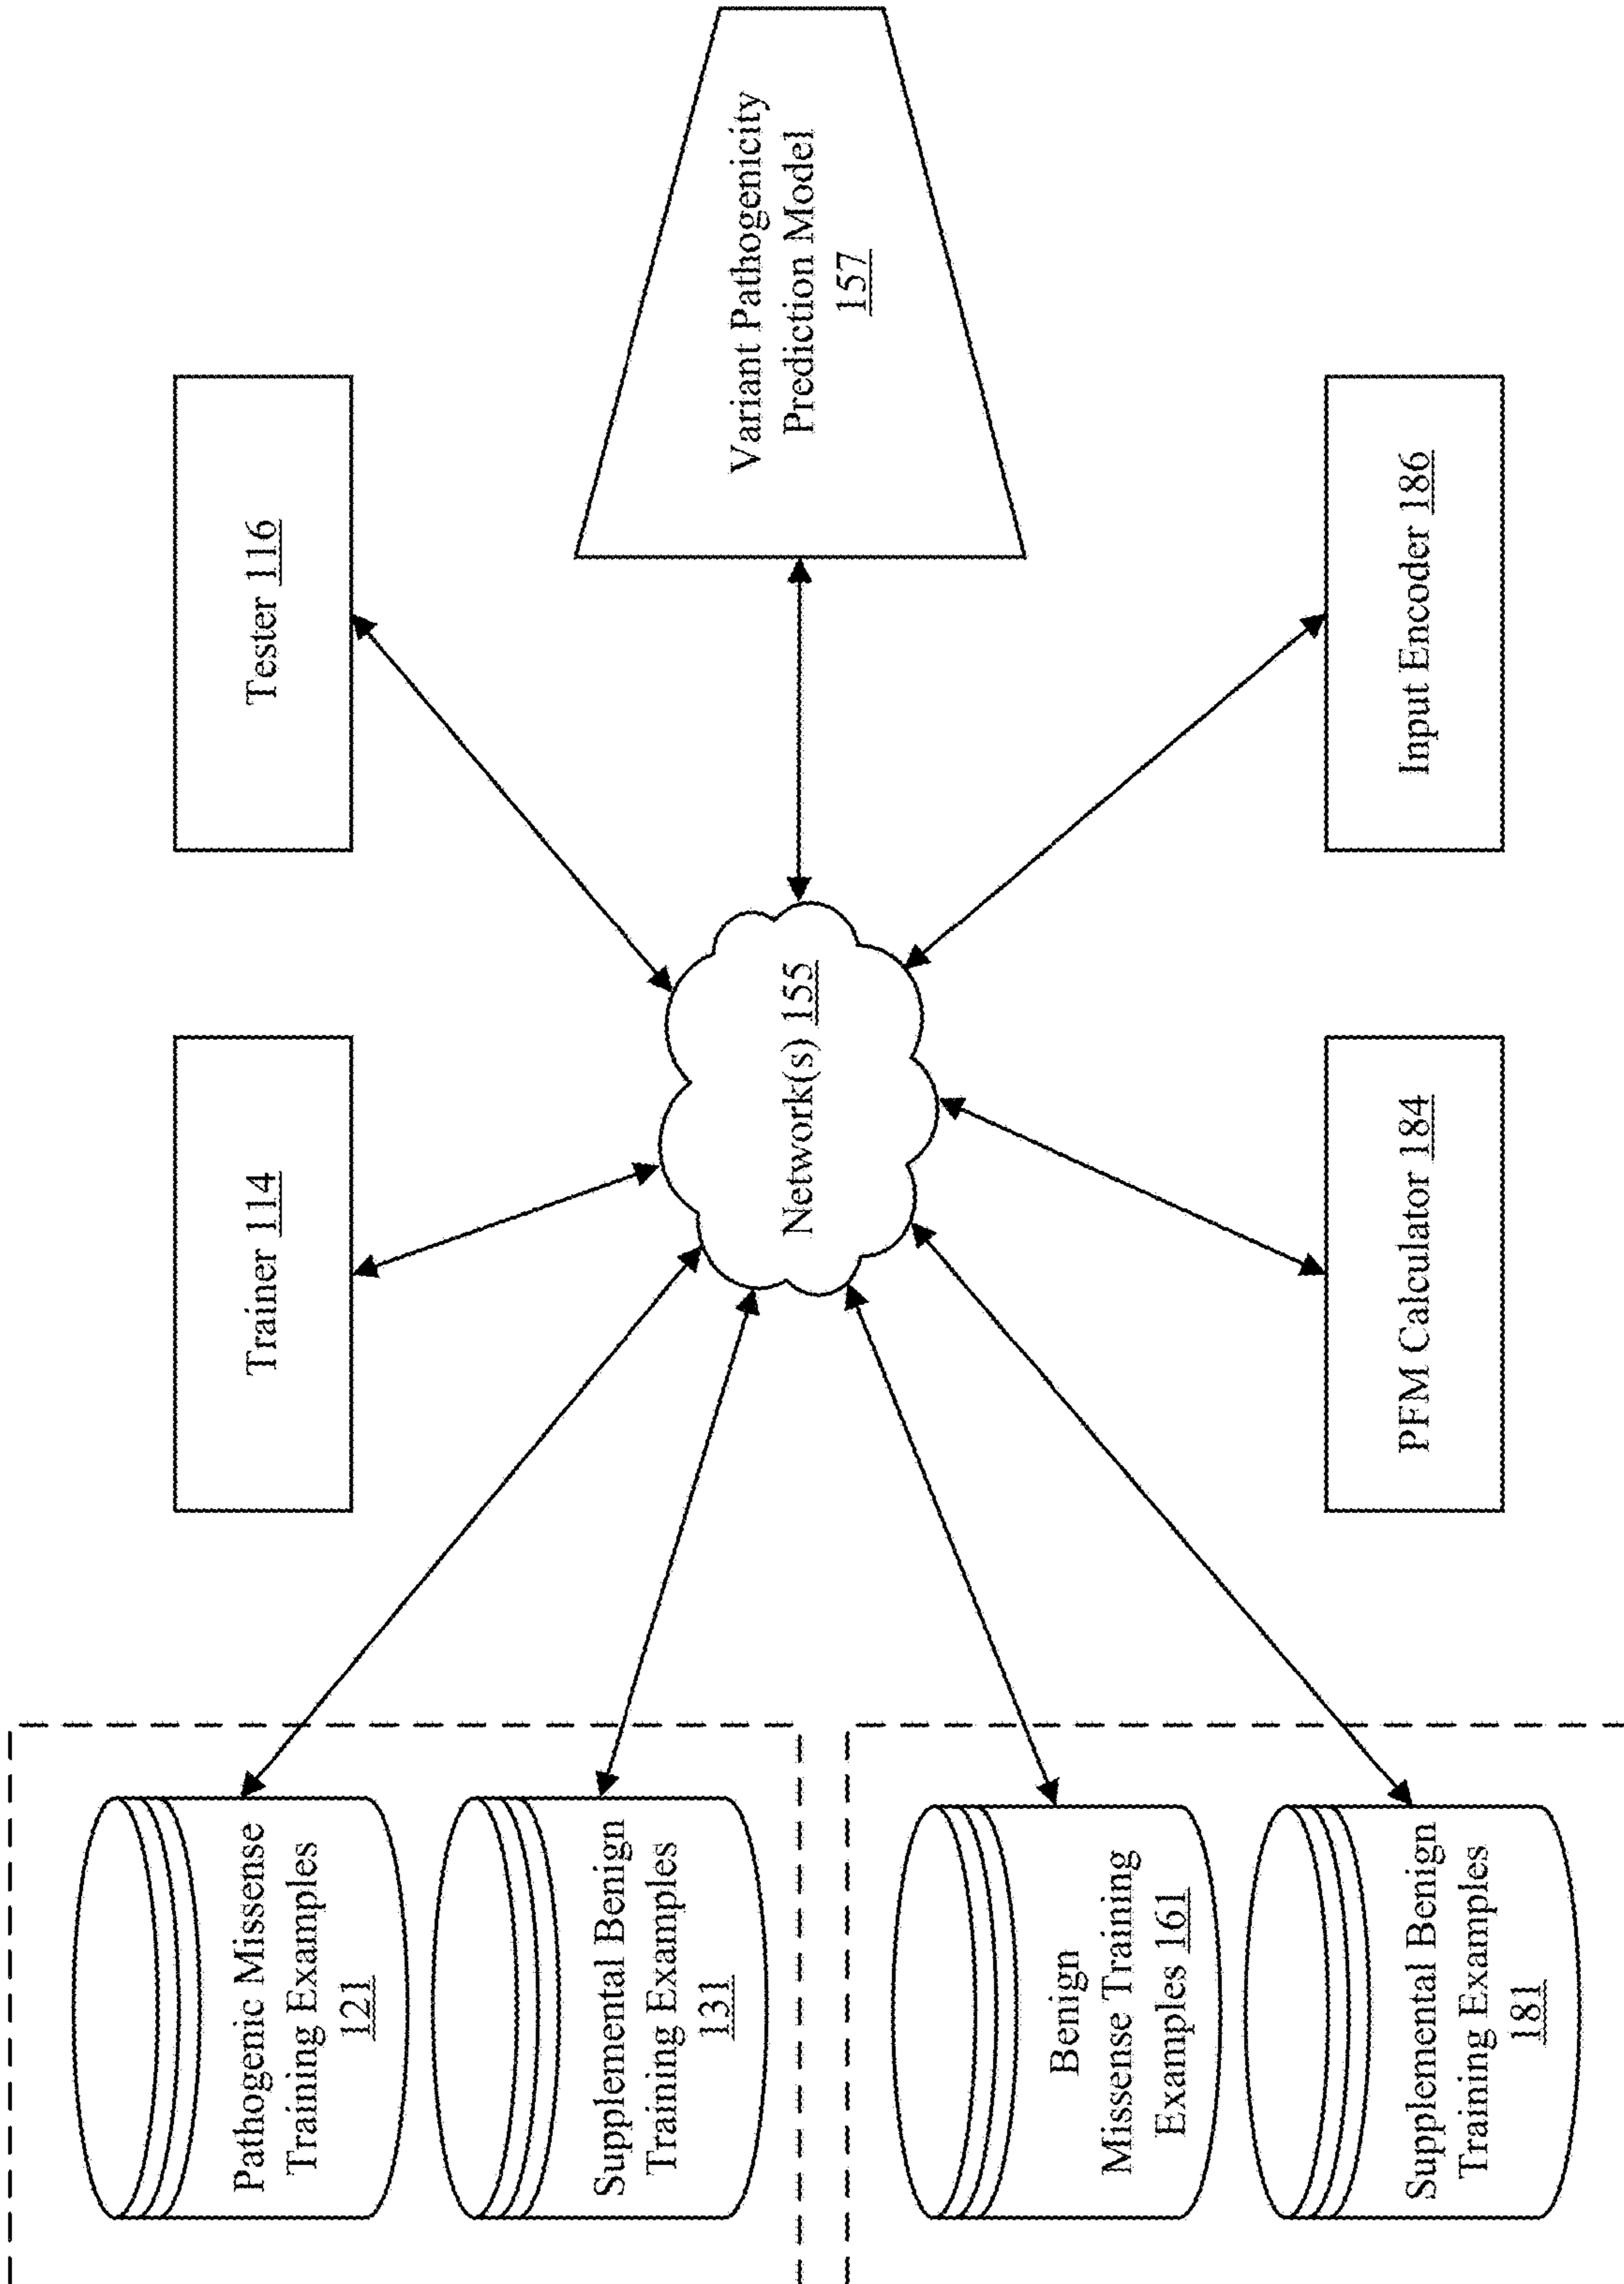 Pathogenic Missense
Training Examples
121
Supplemental Benign
Training Examples
131
Benign
Missense Training
Examples 161
Supplemental Benign
Training Examples
181
Trainer 114
Tester 116
Network(s) 155
Variant Pathogenicity
Prediction Model
157
PFM Calculator 184
Input Encoder 186